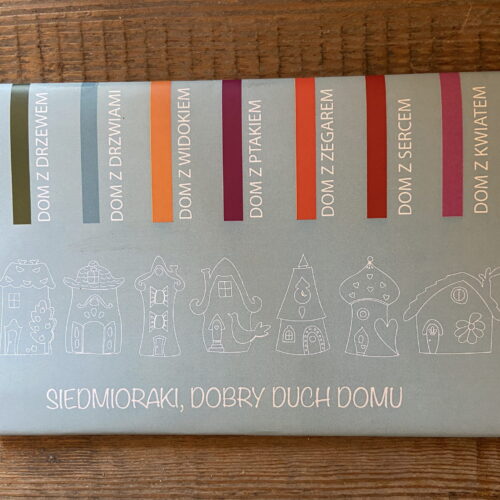 DOM Z DRZEWEM
DOM Z DRZWIAMI
DOM Z WIDOKIEM
DOM Z PTAKIEM
DOM Z ZEGAREM
DOM Z SERCEM
DOM Z KWIATEM
SIEDMIORAKI, DOBRY DUCH DOMU